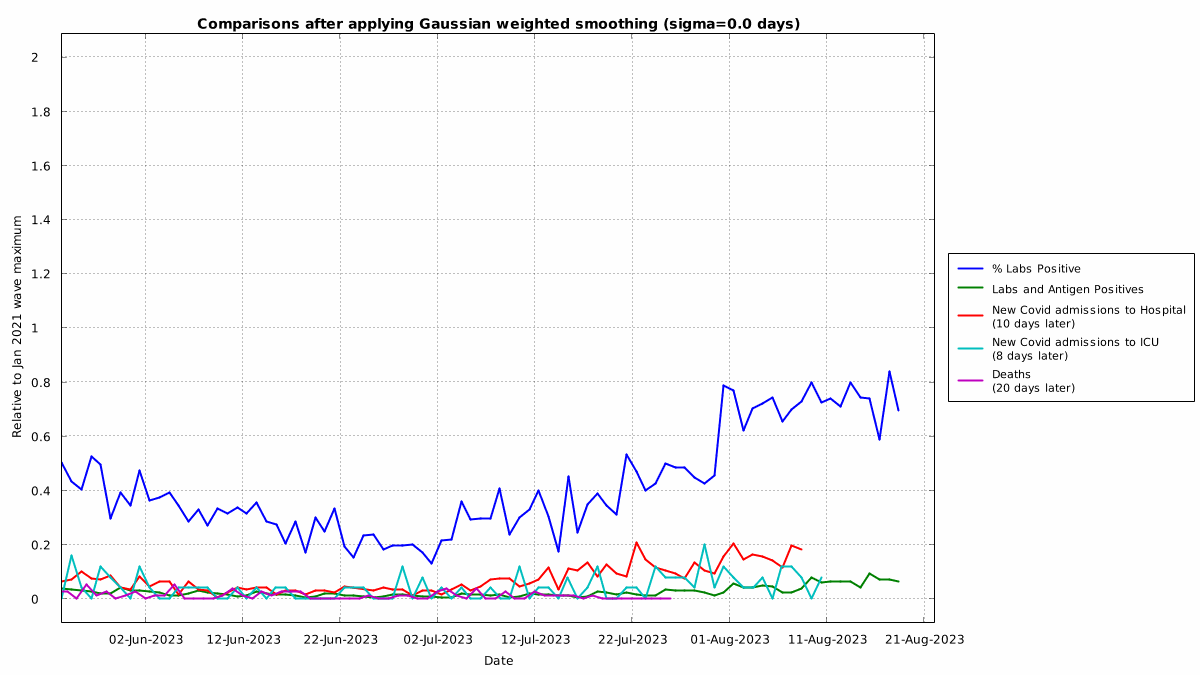 Comparisons after applying Gaussian weighted smoothing (sigma=0.0 days)
2
1.8
1.6
1.4
1.2
1
0.8
0.6
0.4
0.2
0
Relative to Jan 2021 wave maximum
02-Jun-2023 12-Jun-2023 22-Jun-2023 02-Jul-2023 12-Jul-2023 22-Jul-2023 01-Aug-2023 11-Aug-2023 21-Aug-2023
Date
% Labs Positive
Labs and Antigen Positives
New Covid admissions to Hospital
(10 days later)
New Covid admissions to ICU
(8 days later)
Deaths
(20 days later)